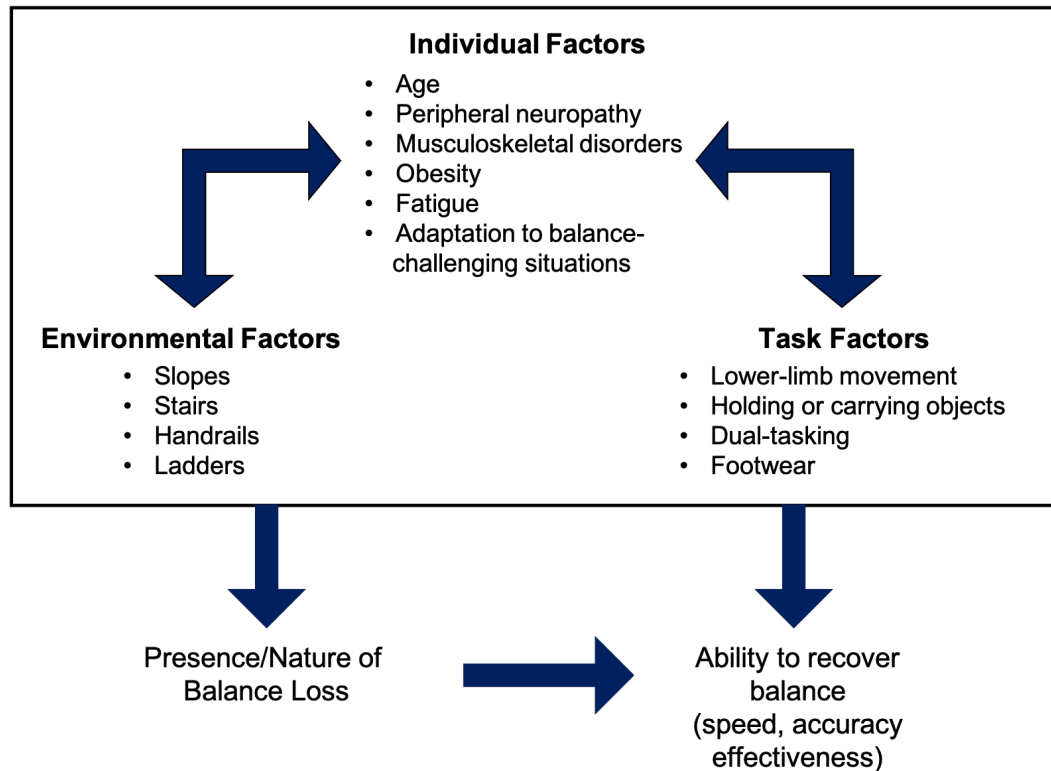 Individual Factors
• Age
• Peripheral neuropathy
• Musculoskeletal disorders
• Obesity
• Fatigue
• Adaptation to balance-
challenging situations
Environmental Factors
• Slopes
• Stairs
• Handrails
• Ladders
Task Factors
• Lower-limb movement
• Holding or carrying objects
• Dual-tasking
• Footwear
Presence/Nature of
Balance Loss
Ability to recover
balance
(speed, accuracy
effectiveness)